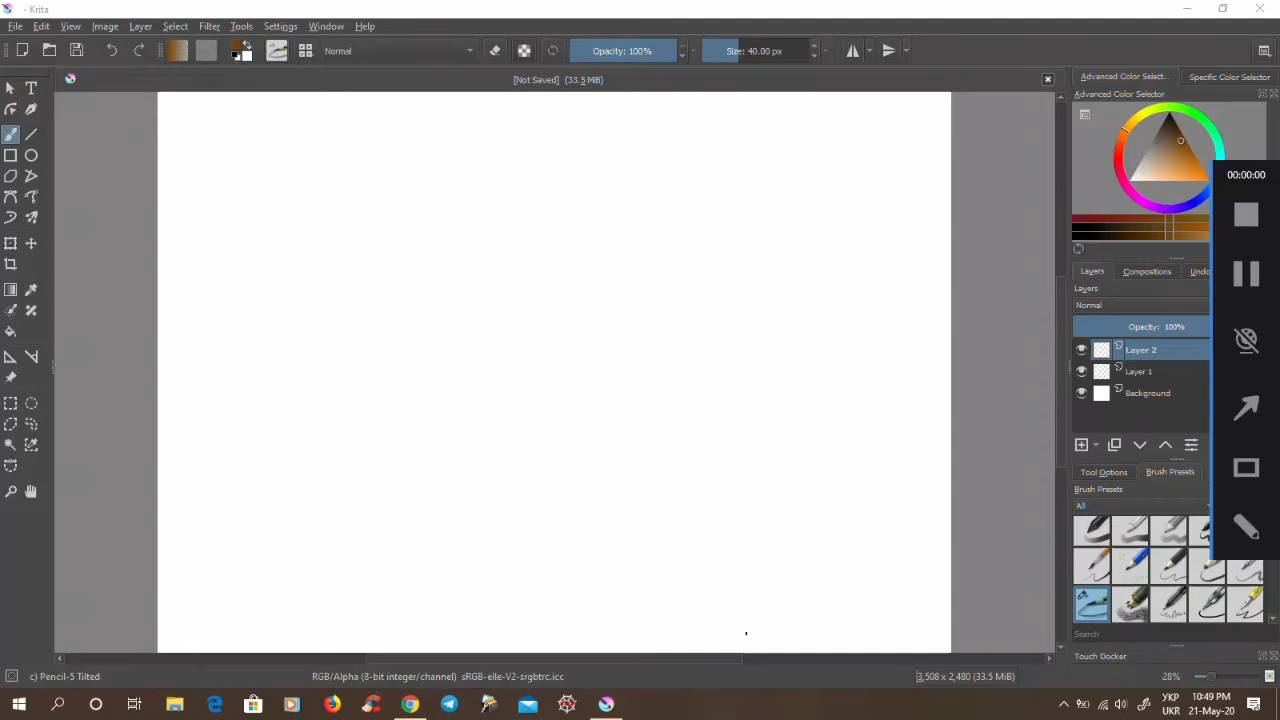 - Krita
File Edit View Image Layer Select Filter Tools Settings Window Help
Normal Opacity: 100% Size: 40.00 px
[Not Saved] (33.5 MiB)
Advanced Color Select... Specific Color Selector
Advanced Color Selector
00:00:00
Layers Compositions Undo
Layers
Normal
Opacity: 100%
Layer 2
Layer 1
Background
Tool Options Brush Presets
Brush Presets
All
Search
Touch Docker
c) Pencil-5 Tilted RGB/Alpha (8-bit integer/channel) sRGB-elle-V2-srgbtrc.icc 3,508 x 2,480 (33.5 MiB) 28%
УКР 10:49 PM
UKR 21-May-20